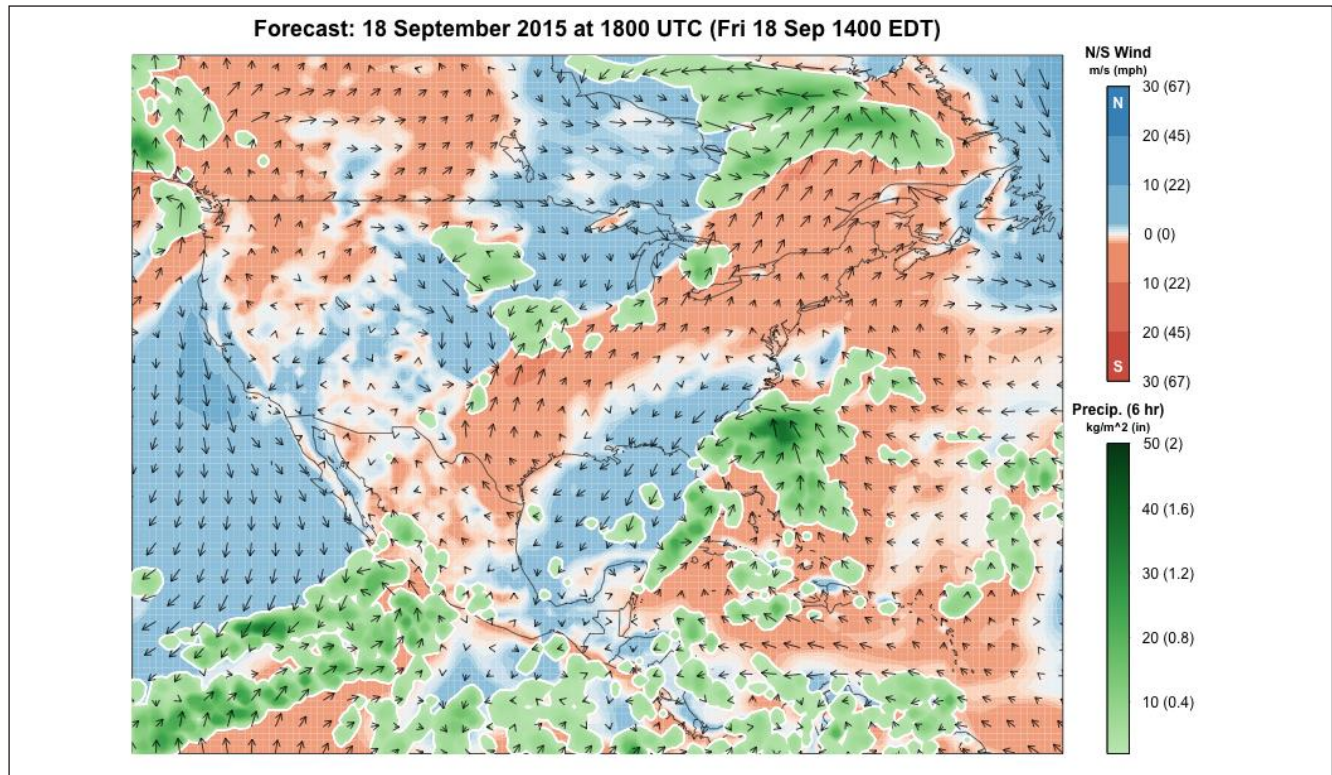 Forecast: 18 September 2015 at 1800 UTC (Fri 18 Sep 1400 EDT)
N/S Wind
m/s (mph)
30 (67)
N
20 (45)
10 (22)
0 (0)
10 (22)
20 (45)
S
30 (67)
Precip. (6 hr)
kg/m^2 (in)
50 (2)
40 (1.6)
30 (1.2)
20 (0.8)
10 (0.4)